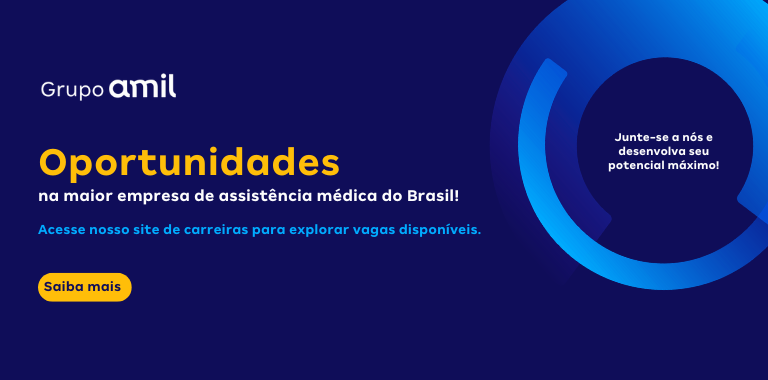 Grupo amil
Oportunidades
na maior empresa de assistência médica do Brasil!
Acesse nosso site de carreiras para explorar vagas disponíveis.
Saiba mais
Junte-se a nós e
desenvolva seu
potencial máximo!